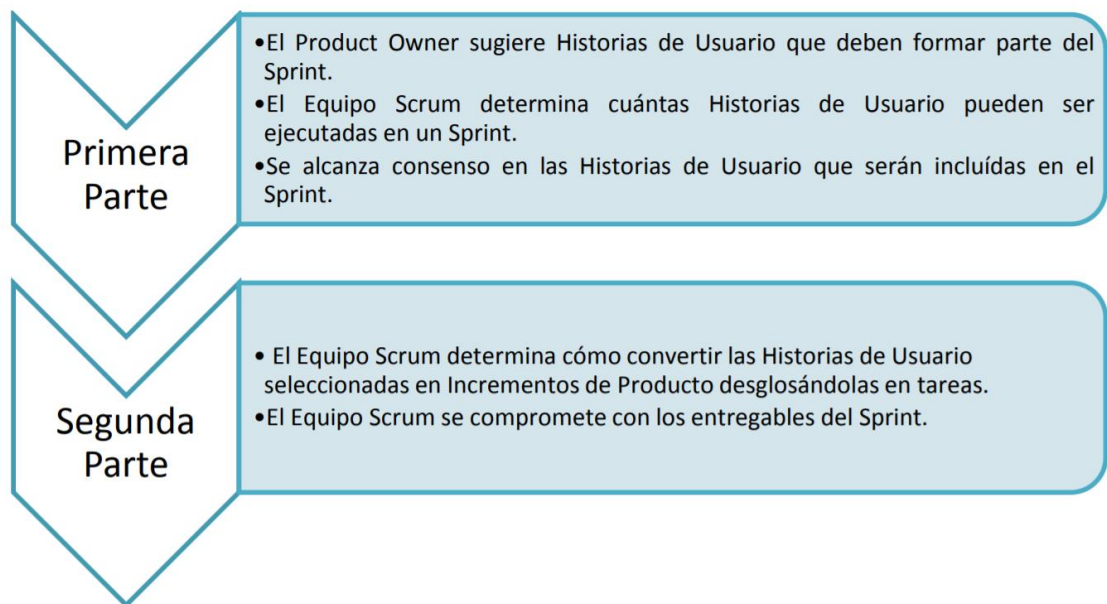 Primera
Parte
•El Product Owner sugiere Historias de Usuario que deben formar parte del
Sprint.
•El Equipo Scrum determina cuántas Historias de Usuario pueden ser
ejecutadas en un Sprint.
•Se alcanza consenso en las Historias de Usuario que serán incluídas en el
Sprint.
Segunda
Parte
• El Equipo Scrum determina cómo convertir las Historias de Usuario
seleccionadas en Incrementos de Producto desglosándolas en tareas.
•El Equipo Scrum se compromete con los entregables del Sprint.